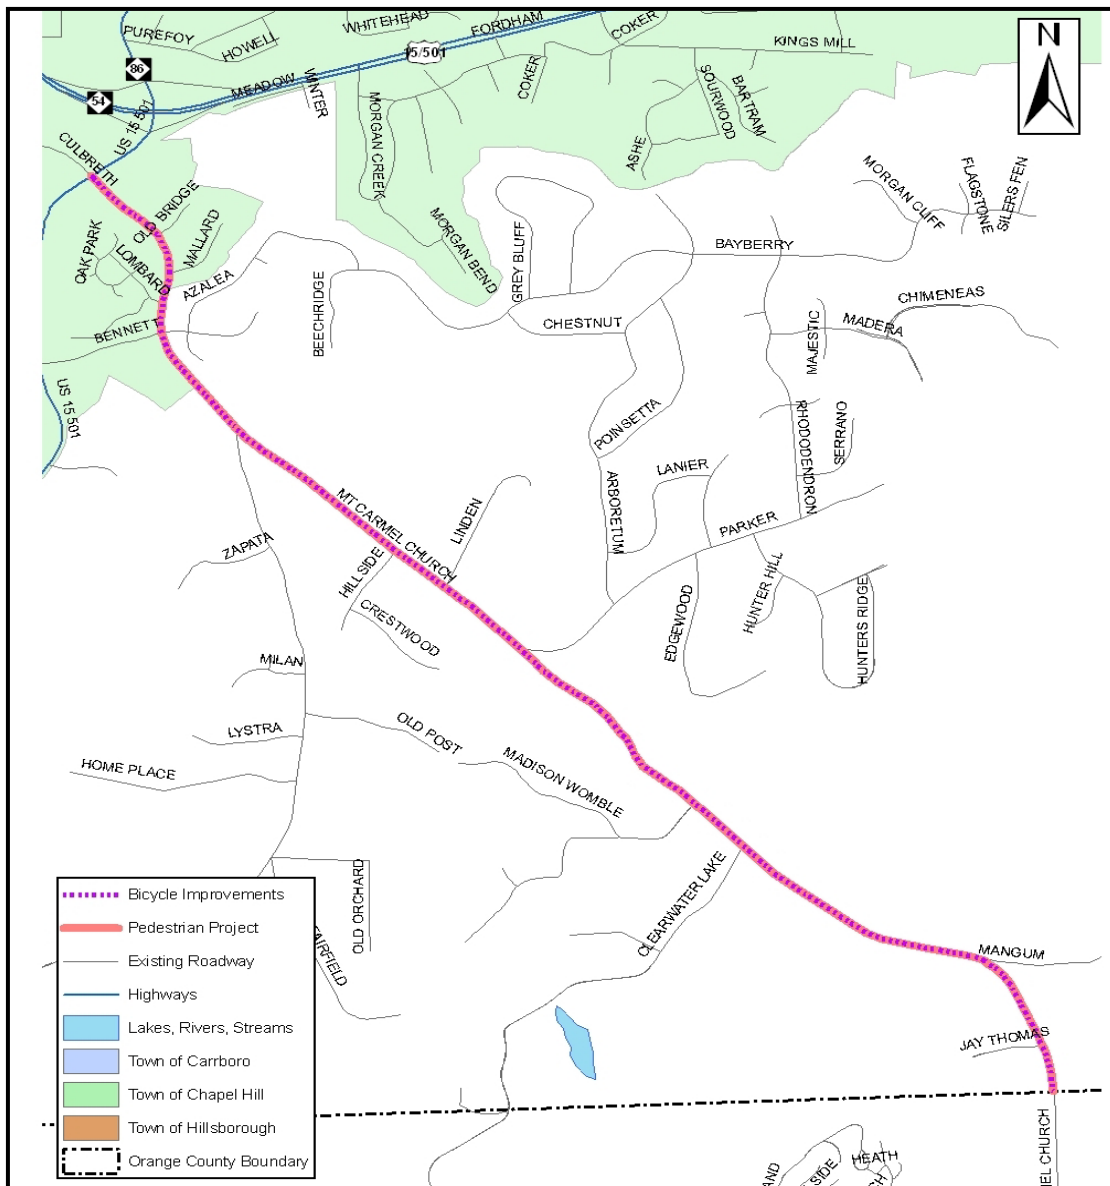 PUREFOY
HOWELL
WHITEHEAD
FORDHAM
COKER
KINGS MILL
N
86
15/501
54
MEADOW
WINTER
COKER
SOURWOOD
BARTRAM
US 15 501
MORGAN CREEK
ASHE
CULBRETH
MORGAN CLIFF
FLAGSTONE
SILERS FEN
OLD BRIDGE
OAK PARK
LOMBARD
MALLARD
MORGAN BEND
GREY BLUFF
BAYBERRY
AZALEA
BEECHRIDGE
CHIMENEAS
BENNETT
CHESTNUT
MAJESTIC
MADERA
US 15 501
POINSETTA
RHODODENDRON
SERRANO
LANIER
ARBORETUM
MT CARMEL CHURCH
LINDEN
PARKER
ZAPATA
HILLSIDE
CRESTWOOD
EDGEWOOD
HUNTER HILL
HUNTERS RIDGE
MILAN
LYSTRA
OLD POST
HOME PLACE
MADISON WOMBLE
OLD ORCHARD
CLEARWATER LAKE
FAIRFIELD
MANGUM
JAY THOMAS
Bicycle Improvements
Pedestrian Project
Existing Roadway
Highways
Lakes, Rivers, Streams
Town of Carrboro
Town of Chapel Hill
Town of Hillsborough
Orange County Boundary
AND
SIDE
HEATH
CH
EL CHURCH